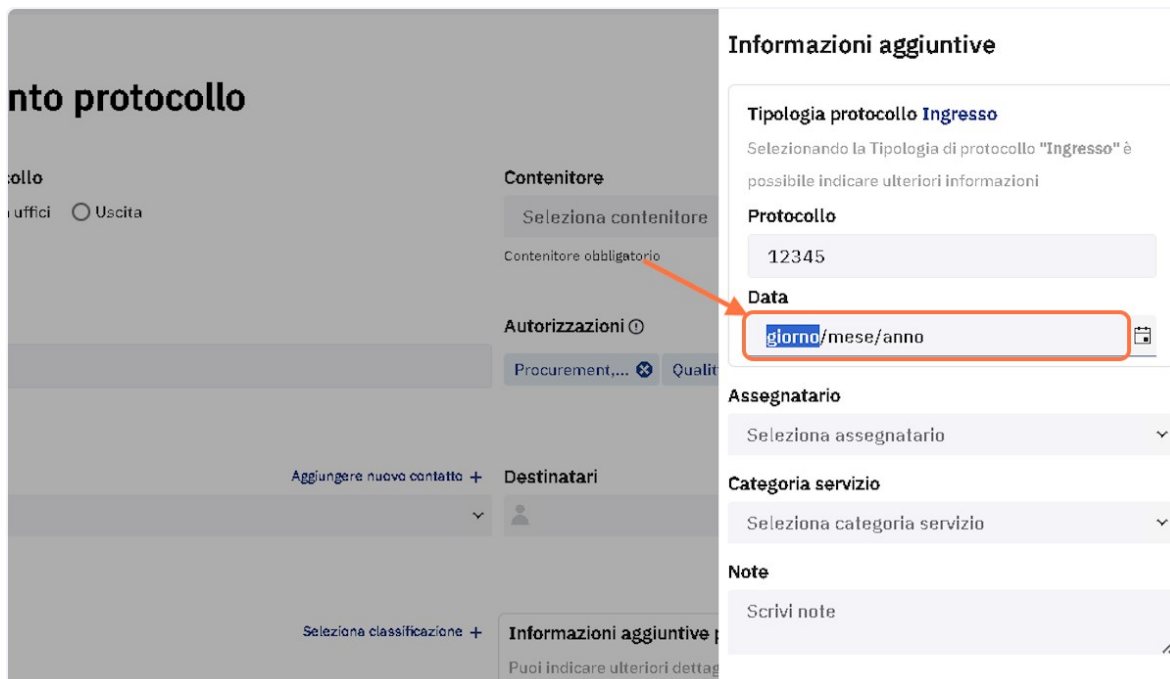 nto protocollo
collo
uffici
Uscita
Contenitore
Seleziona contenitore
Contenitore obbligatorio
Autorizzazioni
Procurement,...
Qualit
Aggiungere nuovo contatto +
Destinatari
Seleziona classificazione +
Informazioni aggiuntive p
Puoi indicare ulteriori dettag
Informazioni aggiuntive
Tipologia protocollo Ingresso
Selezionando la Tipologia di protocollo "Ingresso" è
possibile indicare ulteriori informazioni
Protocollo
12345
Data
giorno/mese/anno
Assegnatario
Seleziona assegnatario
Categoria servizio
Seleziona categoria servizio
Note
Scrivi note